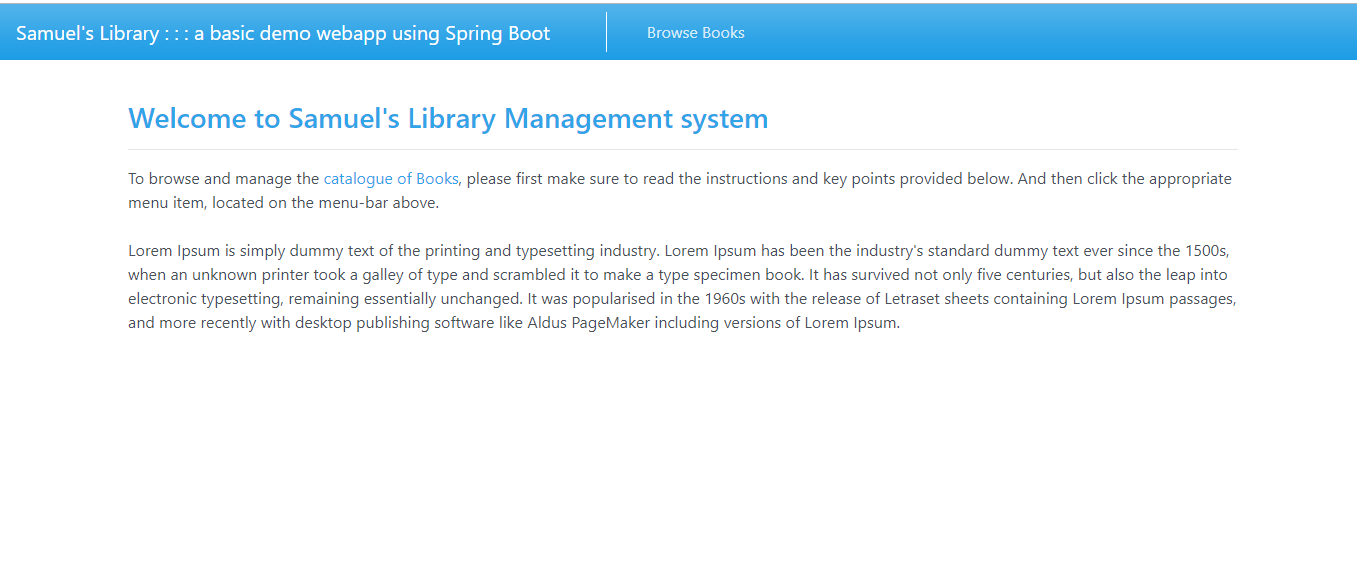 Samuel's Library : : : a basic demo webapp using Spring Boot
Browse Books
Welcome to Samuel's Library Management system
To browse and manage the catalogue of Books, please first make sure to read the instructions and key points provided below. And then click the appropriate
menu item, located on the menu-bar above.
Lorem Ipsum is simply dummy text of the printing and typesetting industry. Lorem Ipsum has been the industry's standard dummy text ever since the 1500s,
when an unknown printer took a galley of type and scrambled it to make a type specimen book. It has survived not only five centuries, but also the leap into
electronic typesetting, remaining essentially unchanged. It was popularised in the 1960s with the release of Letraset sheets containing Lorem Ipsum passages,
and more recently with desktop publishing software like Aldus PageMaker including versions of Lorem Ipsum.